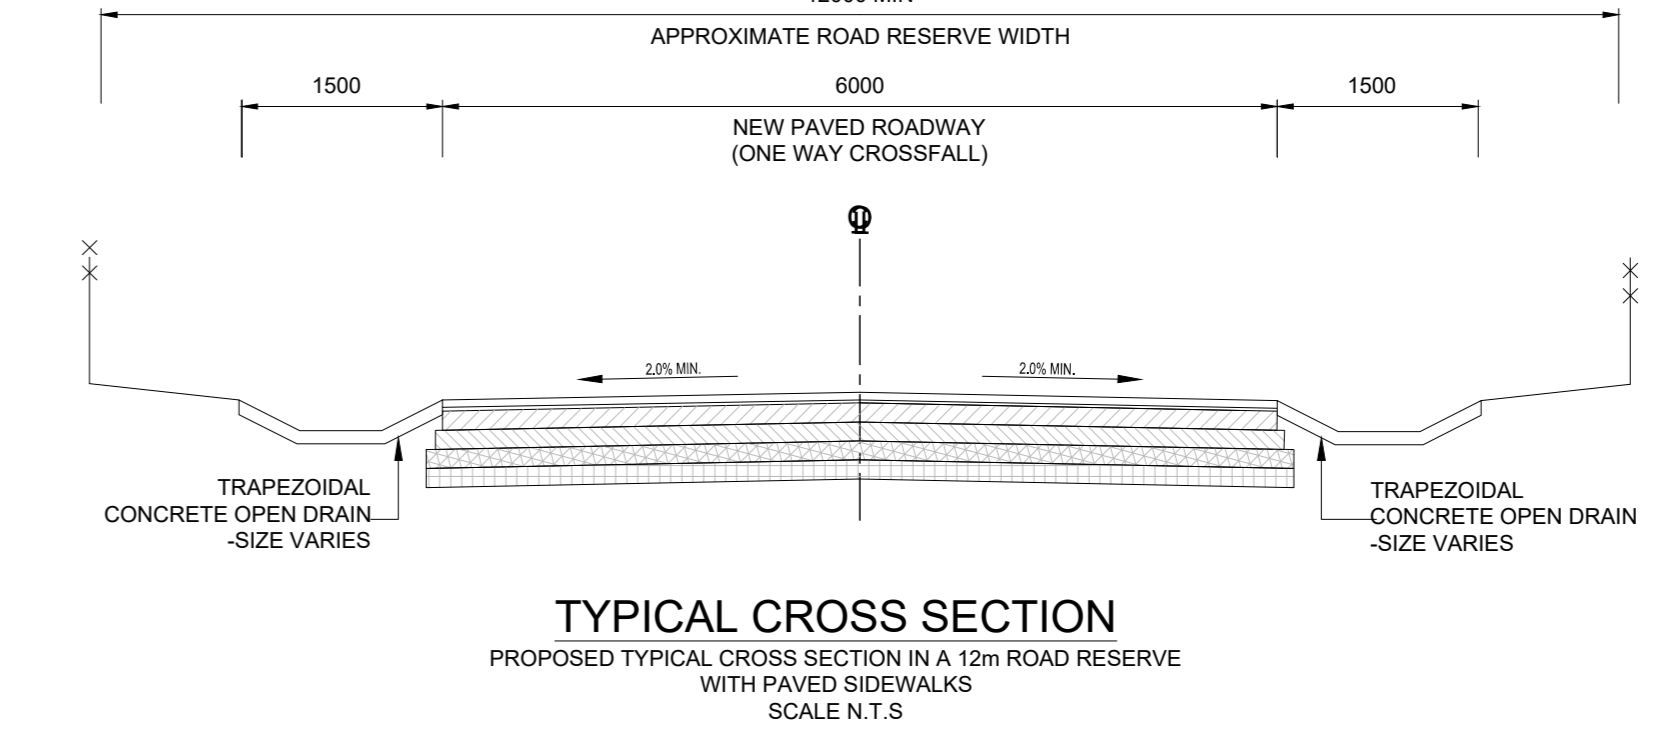 APPROXIMATE ROAD RESERVE WIDTH
1500 6000 1500
NEW PAVED ROADWAY
(ONE WAY CROSSFALL)
2.0% MIN. 2.0% MIN.
TRAPEZOIDAL
CONCRETE OPEN DRAIN
-SIZE VARIES
TRAPEZOIDAL
CONCRETE OPEN DRAIN
-SIZE VARIES
TYPICAL CROSS SECTION
PROPOSED TYPICAL CROSS SECTION IN A 12m ROAD RESERVE
WITH PAVED SIDEWALKS
SCALE N.T.S